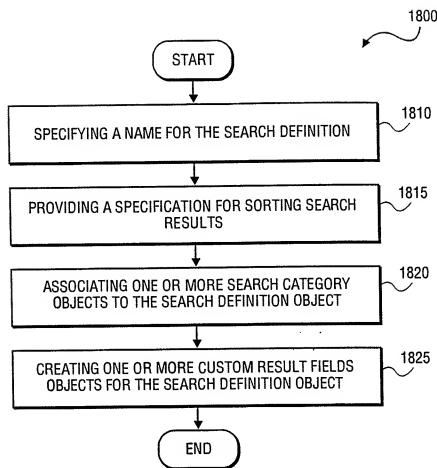 1800
START
SPECIFYING A NAME FOR THE SEARCH DEFINITION
1810
PROVIDING A SPECIFICATION FOR SORTING SEARCH
RESULTS
1815
ASSOCIATING ONE OR MORE SEARCH CATEGORY
OBJECTS TO THE SEARCH DEFINITION OBJECT
1820
CREATING ONE OR MORE CUSTOM RESULT FIELDS
OBJECTS FOR THE SEARCH DEFINITION OBJECT
1825
END